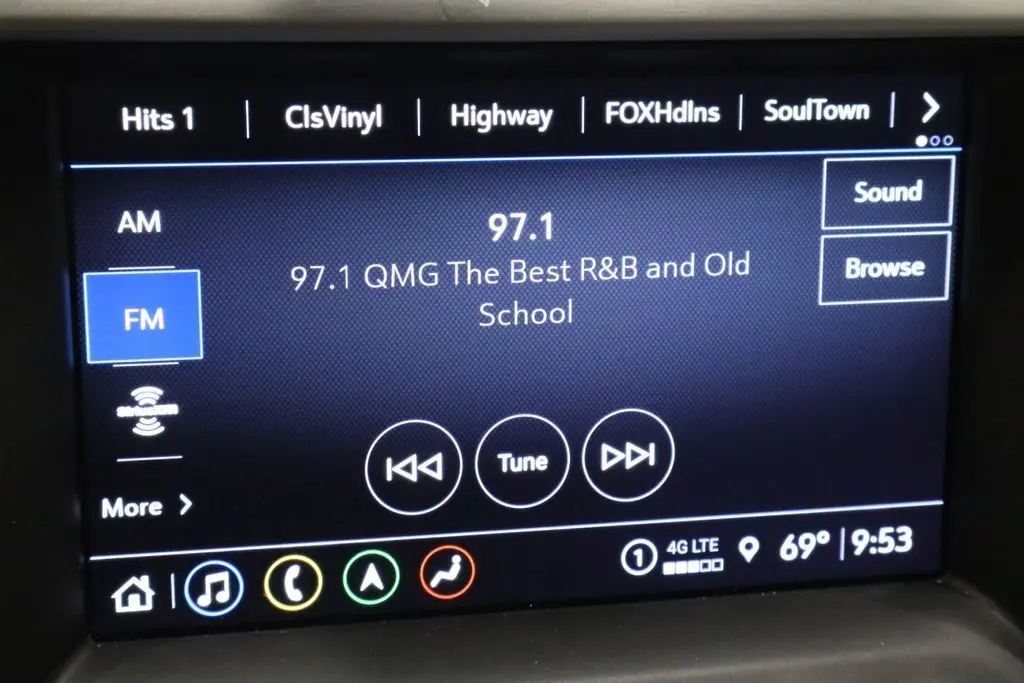 Hits 1 ClsVinyl Highway FOXHdlns SoulTown
Sound
AM
97.1
Browse
97.1 QMG The Best R&B and Old
School
FM
SiriusXM
Tune
More
1 4G LTE 69° 9:53